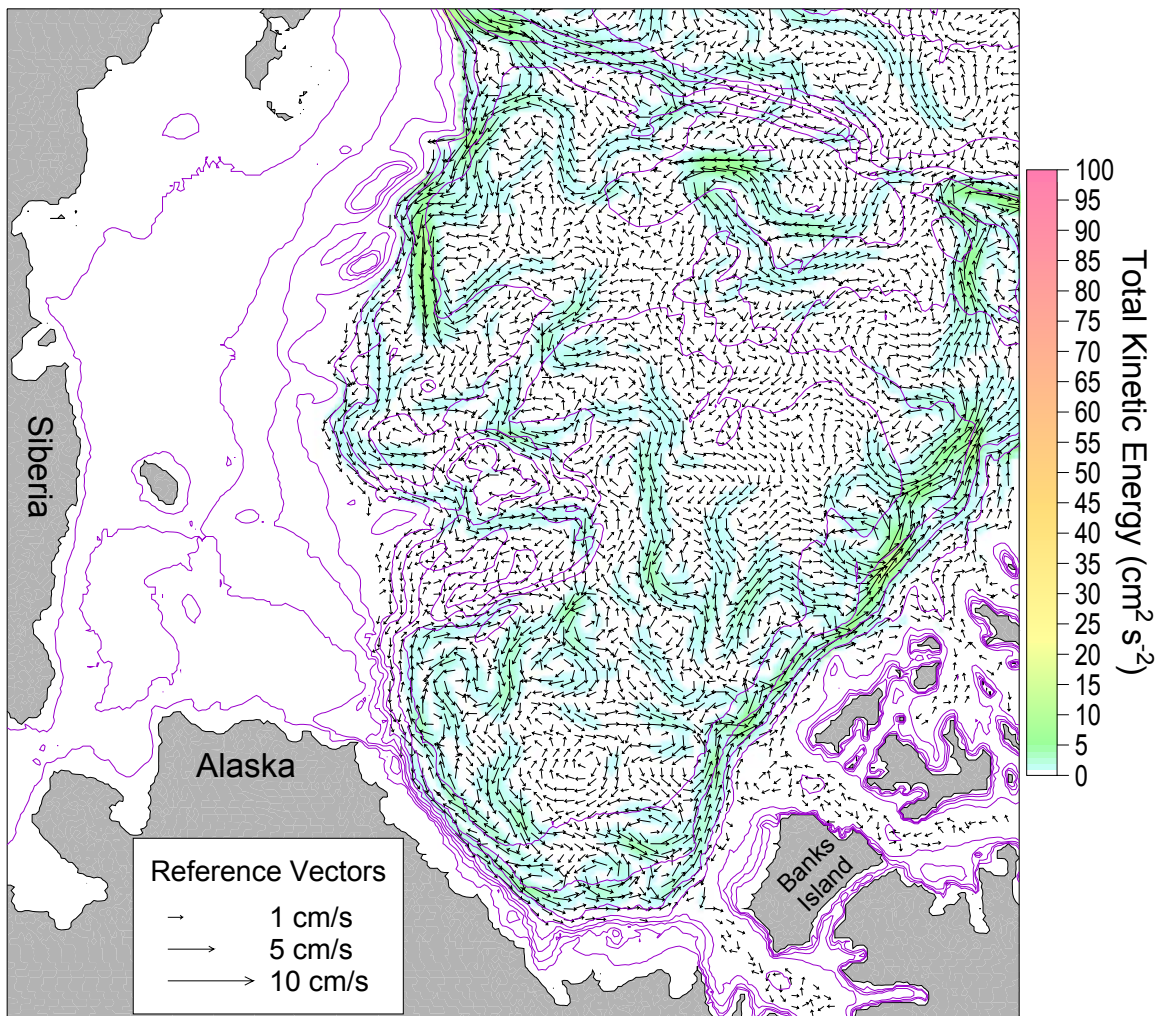 Siberia
Alaska
Banks
Island
Reference Vectors
1 cm/s
5 cm/s
10 cm/s
100
95
90
85
80
75
70
65
60
55
50
45
40
35
30
25
20
15
10
5
0
Total Kinetic Energy (cm² s⁻²)